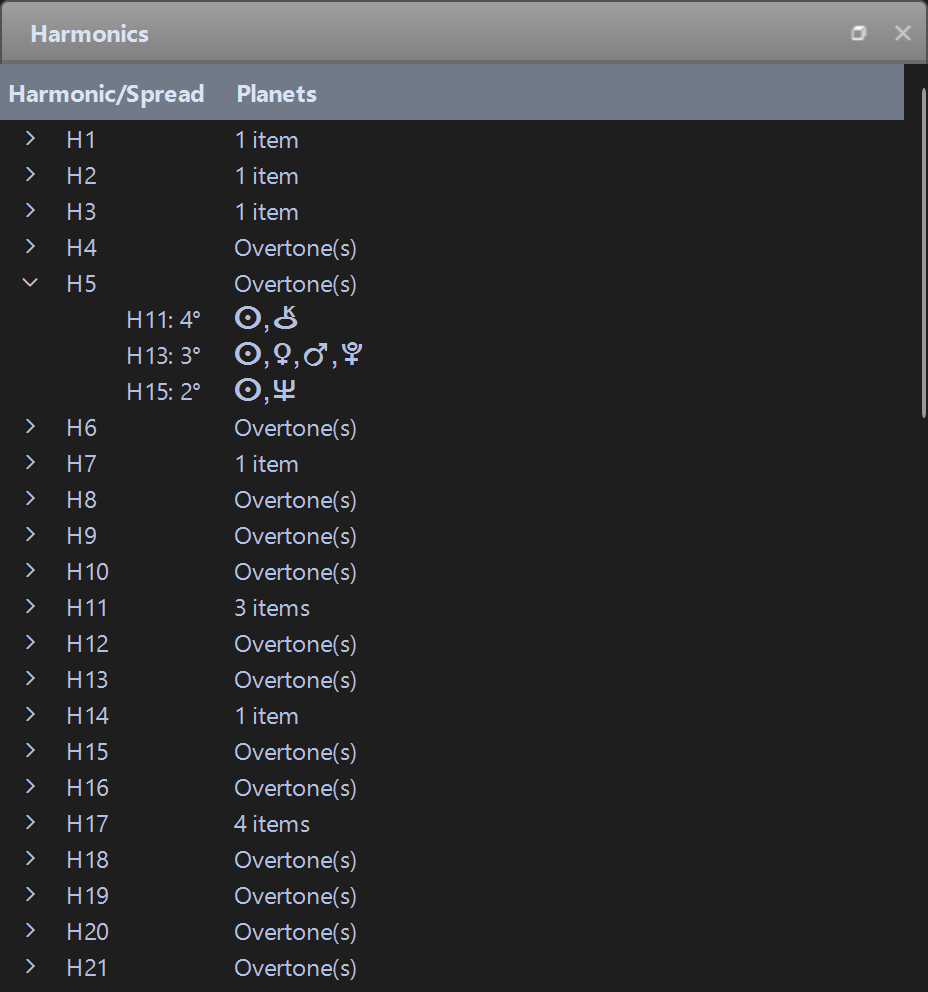 Harmonics
Harmonic/Spread Planets
H1 1 item
H2 1 item
H3 1 item
H4 Overtone(s)
H5 Overtone(s)
H11: 4° ☉,⚷
H13: 3° ☉,♀,♂,♇
H15: 2° ☉,♆
H6 Overtone(s)
H7 1 item
H8 Overtone(s)
H9 Overtone(s)
H10 Overtone(s)
H11 3 items
H12 Overtone(s)
H13 Overtone(s)
H14 1 item
H15 Overtone(s)
H16 Overtone(s)
H17 4 items
H18 Overtone(s)
H19 Overtone(s)
H20 Overtone(s)
H21 Overtone(s)